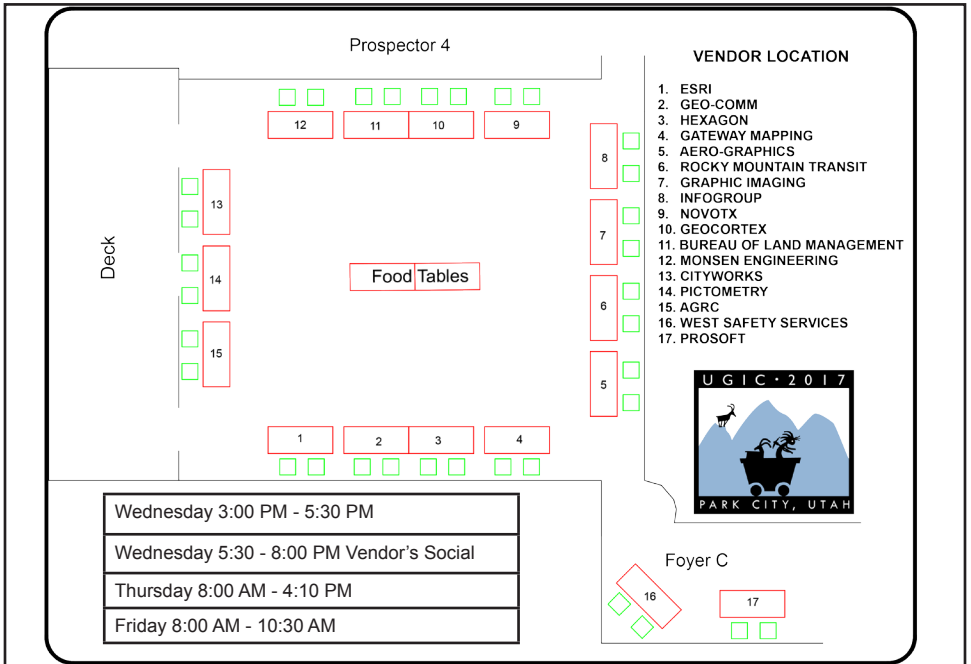 Prospector 4
VENDOR LOCATION
1. ESRI
2. GEO-COMM
3. HEXAGON
4. GATEWAY MAPPING
5. AERO-GRAPHICS
6. ROCKY MOUNTAIN TRANSIT
7. GRAPHIC IMAGING
8. INFOGROUP
9. NOVOTX
10. GEOCORTEX
11. BUREAU OF LAND MANAGEMENT
12. MONSEN ENGINEERING
13. CITYWORKS
14. PICTOMETRY
15. AGRC
16. WEST SAFETY SERVICES
17. PROSOFT
12 11 10 9
8
13
7
Deck
14
Food Tables
6
15
5
1 2 3 4
UGIC • 2017
PARK CITY, UTAH
Wednesday 3:00 PM - 5:30 PM
Wednesday 5:30 - 8:00 PM Vendor's Social
Thursday 8:00 AM - 4:10 PM
Friday 8:00 AM - 10:30 AM
Foyer C
16 17